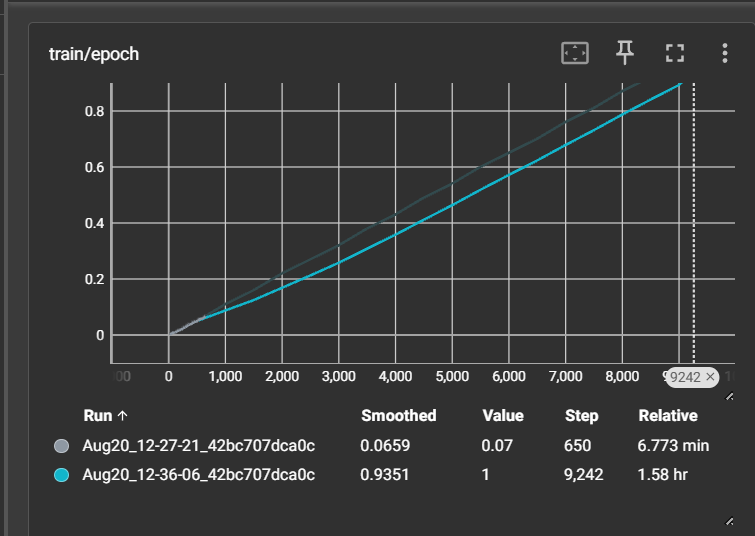 train/epoch
0.8
0.6
0.4
0.2
0
0 1,000 2,000 3,000 4,000 5,000 6,000 7,000 8,000 9242 ×
Run ↑ Smoothed Value Step Relative
Aug20_12-27-21_42bc707dca0c 0.0659 0.07 650 6.773 min
Aug20_12-36-06_42bc707dca0c 0.9351 1 9,242 1.58 hr